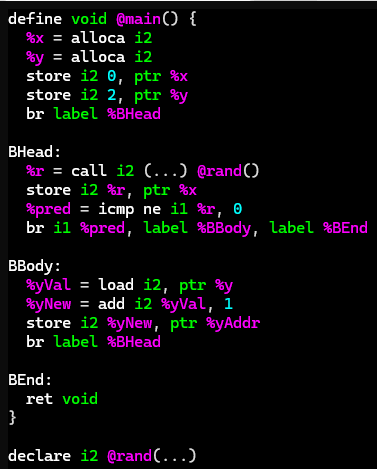 define void @main() {
  %x = alloca i2
  %y = alloca i2
  store i2 0, ptr %x
  store i2 2, ptr %y
  br label %BHead

BHead:
  %r = call i2 (...) @rand()
  store i2 %r, ptr %x
  %pred = icmp ne i1 %r, 0
  br i1 %pred, label %BBody, label %BEnd

BBody:
  %yVal = load i2, ptr %y
  %yNew = add i2 %yVal, 1
  store i2 %yNew, ptr %yAddr
  br label %BHead

BEnd:
  ret void
}

declare i2 @rand(...)